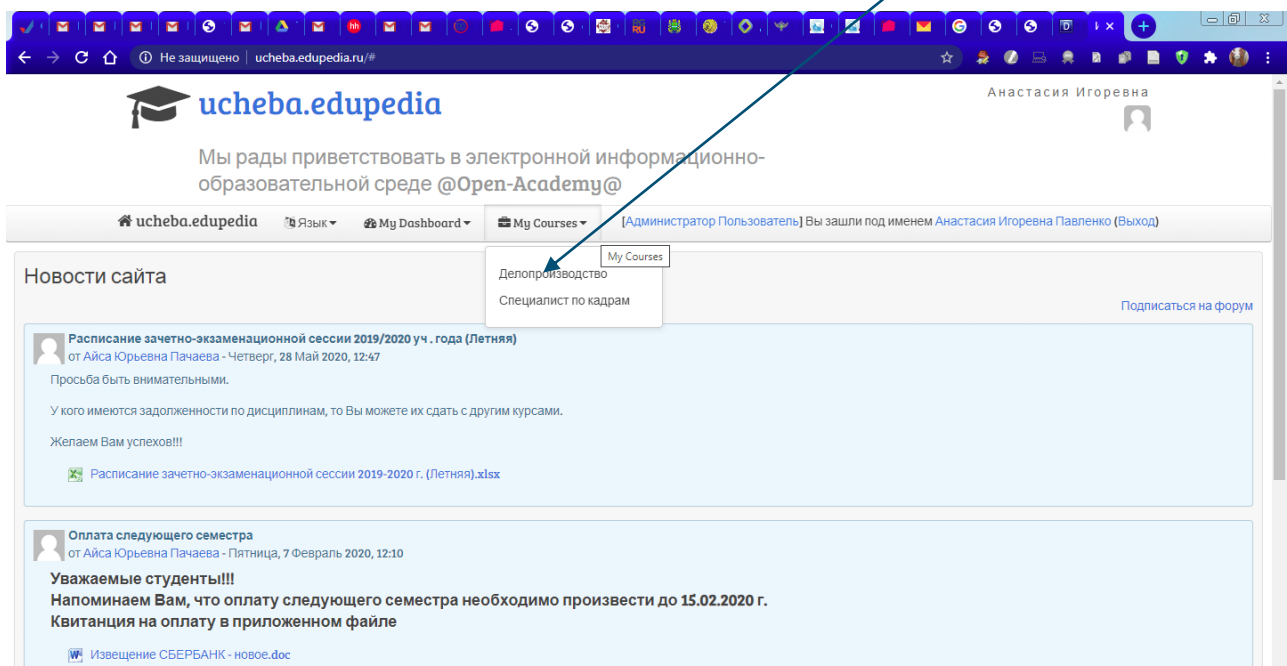 Не защищено ucheba.edupedia.ru/#
ucheba.edupedia
Анастасия Игоревна
Мы рады приветствовать в электронной информационно-
образовательной среде @Open-Academy@
ucheba.edupedia Язык My Dashboard My Courses [Администратор Пользователь] Вы зашли под именем Анастасия Игоревна Павленко (Выход)
My Courses
Делопроизводство
Специалист по кадрам
Новости сайта
Подписаться на форум
Расписание зачетно-экзаменационной сессии 2019/2020 уч . года (Летняя)
от Айса Юрьевна Пачаева - Четверг, 28 Май 2020, 12:47
Просьба быть внимательными.
У кого имеются задолженности по дисциплинам, то Вы можете их сдать с другим курсами.
Желаем Вам успехов!!!
Расписание зачетно-экзаменационной сессии 2019-2020 г. (Летняя).xlsx
Оплата следующего семестра
от Айса Юрьевна Пачаева - Пятница, 7 Февраль 2020, 12:10
Уважаемые студенты!!!
Напоминаем Вам, что оплату следующего семестра необходимо произвести до 15.02.2020 г.
Квитанция на оплату в приложенном файле
Извещение СБЕРБАНК - новое.doc